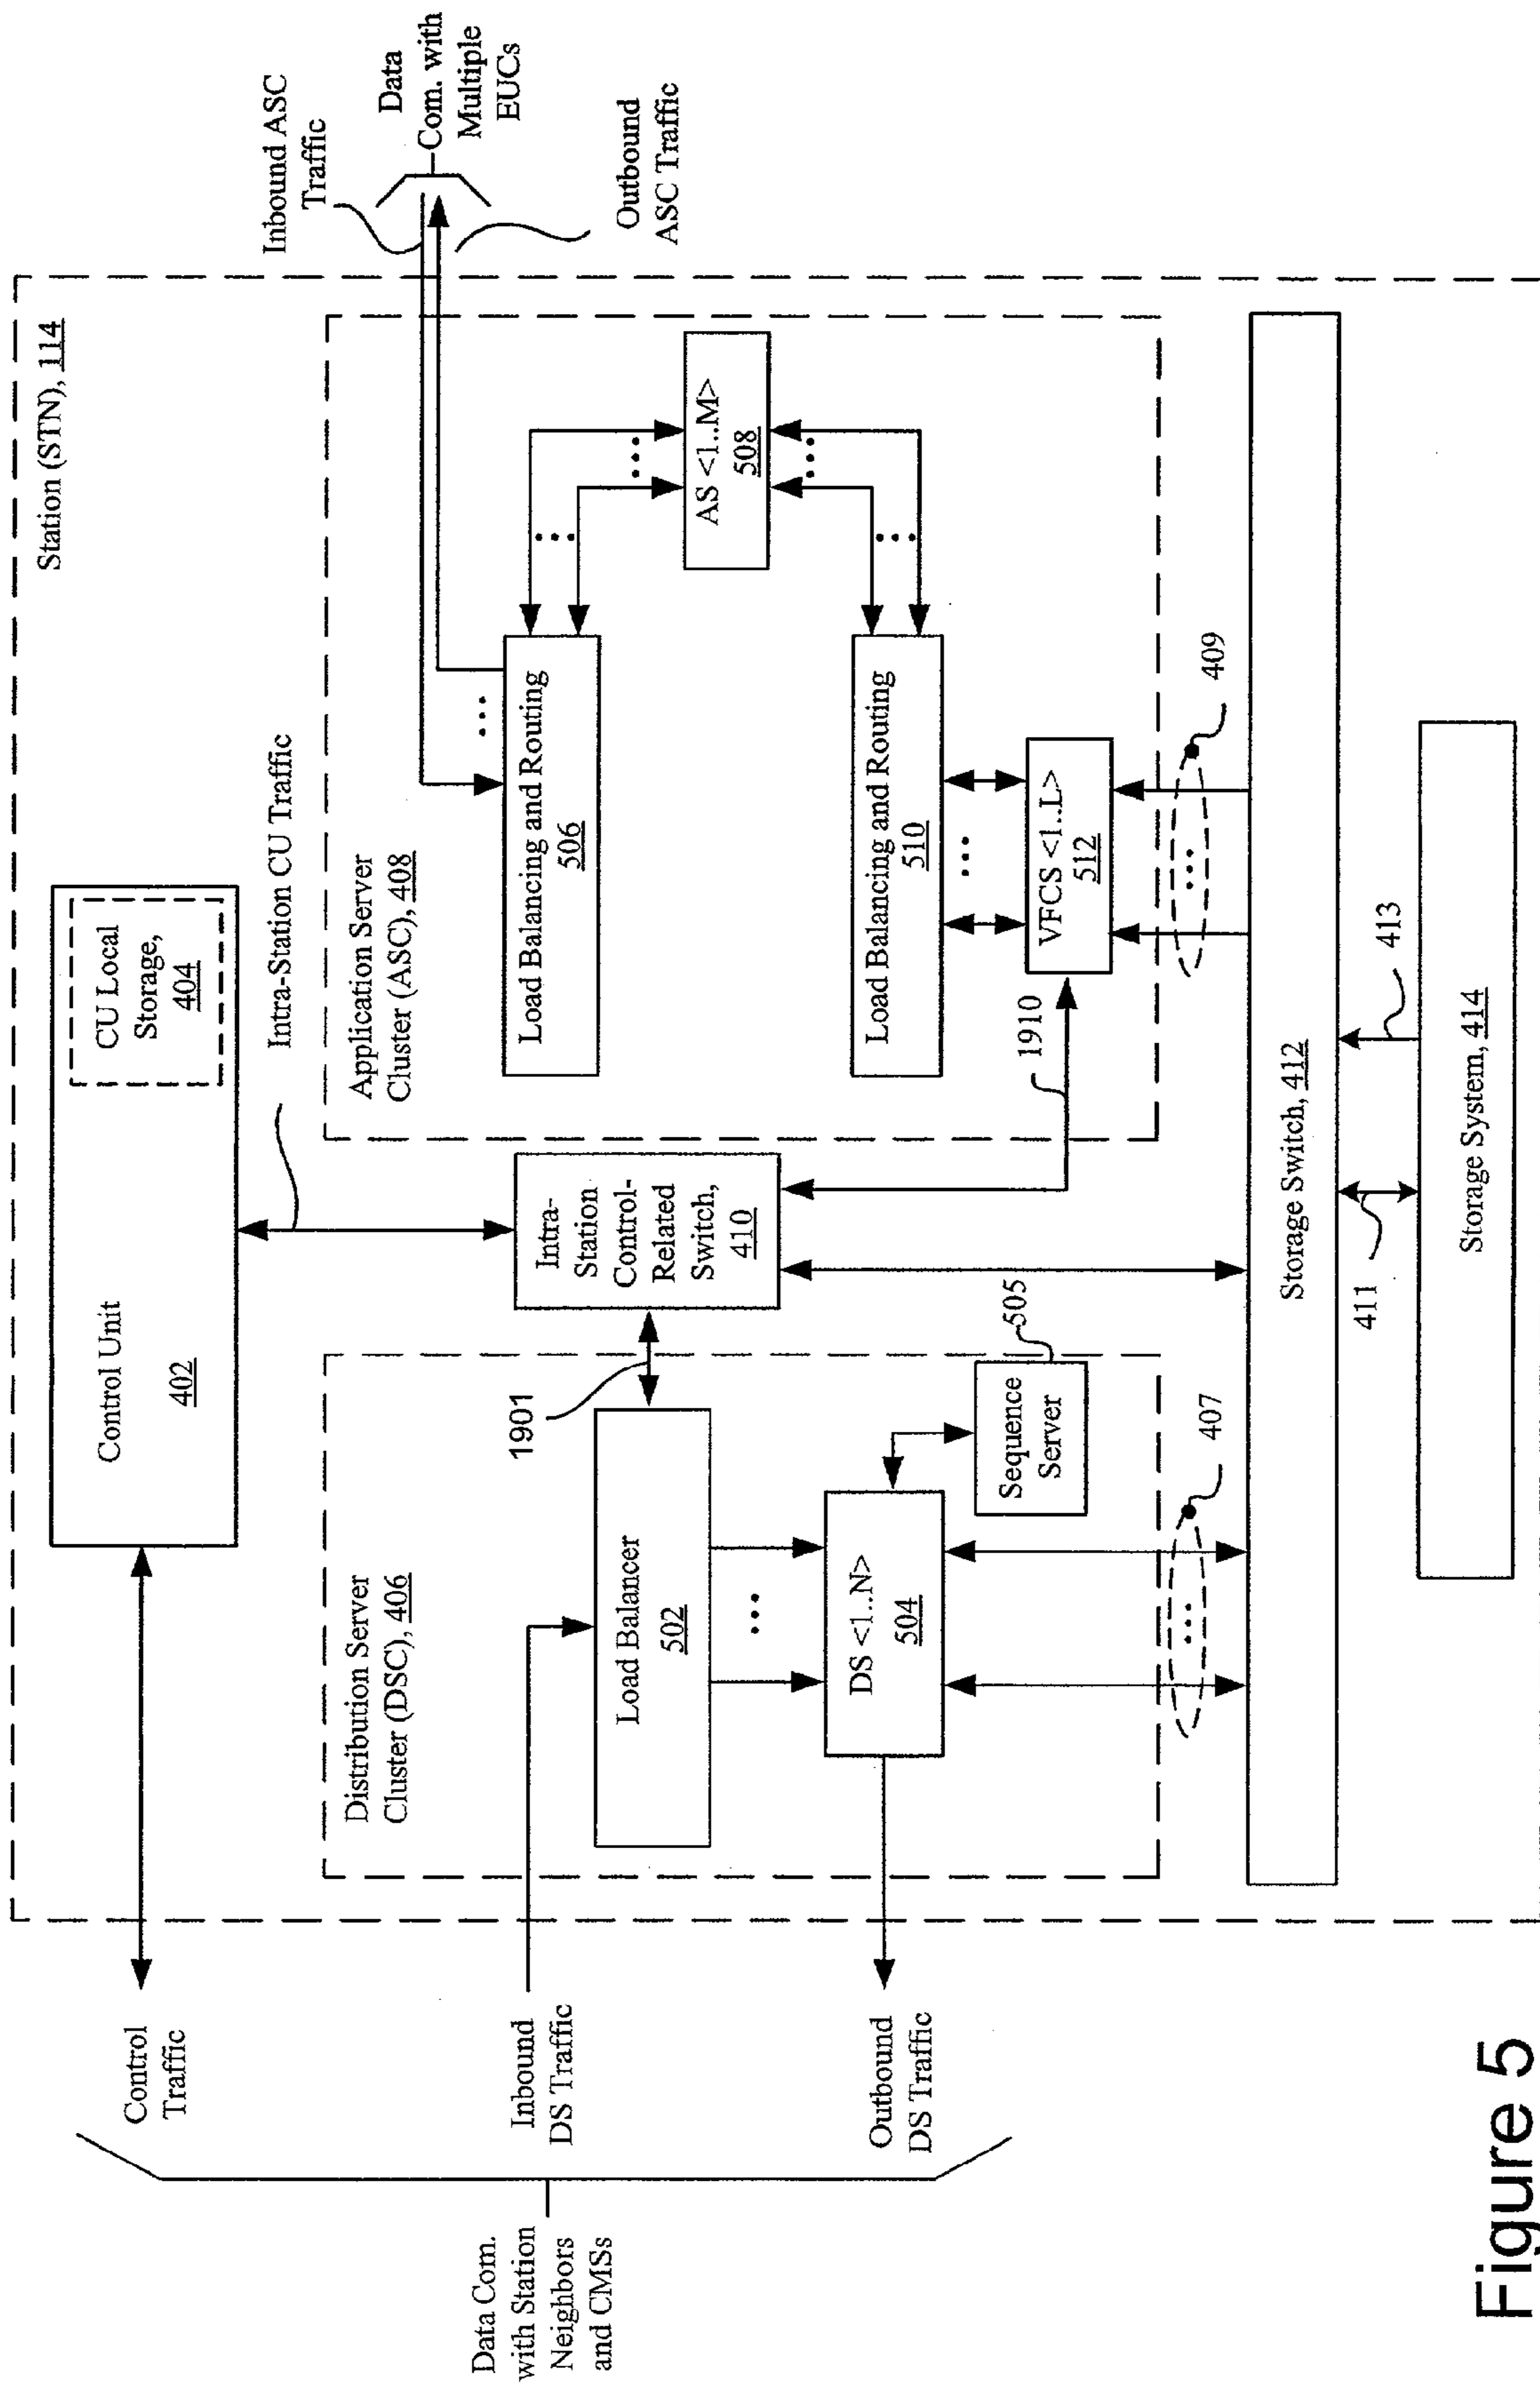 Station (STN), 114
Control Unit
402
CU Local
Storage,
404
Control
Traffic
Intra-Station CU Traffic
Inbound ASC
Traffic
Data
Com. with
Multiple
EUCs
Outbound
ASC Traffic
Data Com.
with Station
Neighbors
and CMSs
Inbound
DS Traffic
Outbound
DS Traffic
Distribution Server
Cluster (DSC), 406
1901
Load Balancer
502
...
DS <1..N>
504
Sequence
Server
505
407
...
Intra-
Station
Control-
Related
Switch,
410
Application Server
Cluster (ASC), 408
...
Load Balancing and Routing
506
...
...
AS <1..M>
508
...
...
Load Balancing and Routing
510
...
1910
VFCS <1..L>
512
409
...
Storage Switch, 412
411
413
Storage System, 414
Figure 5